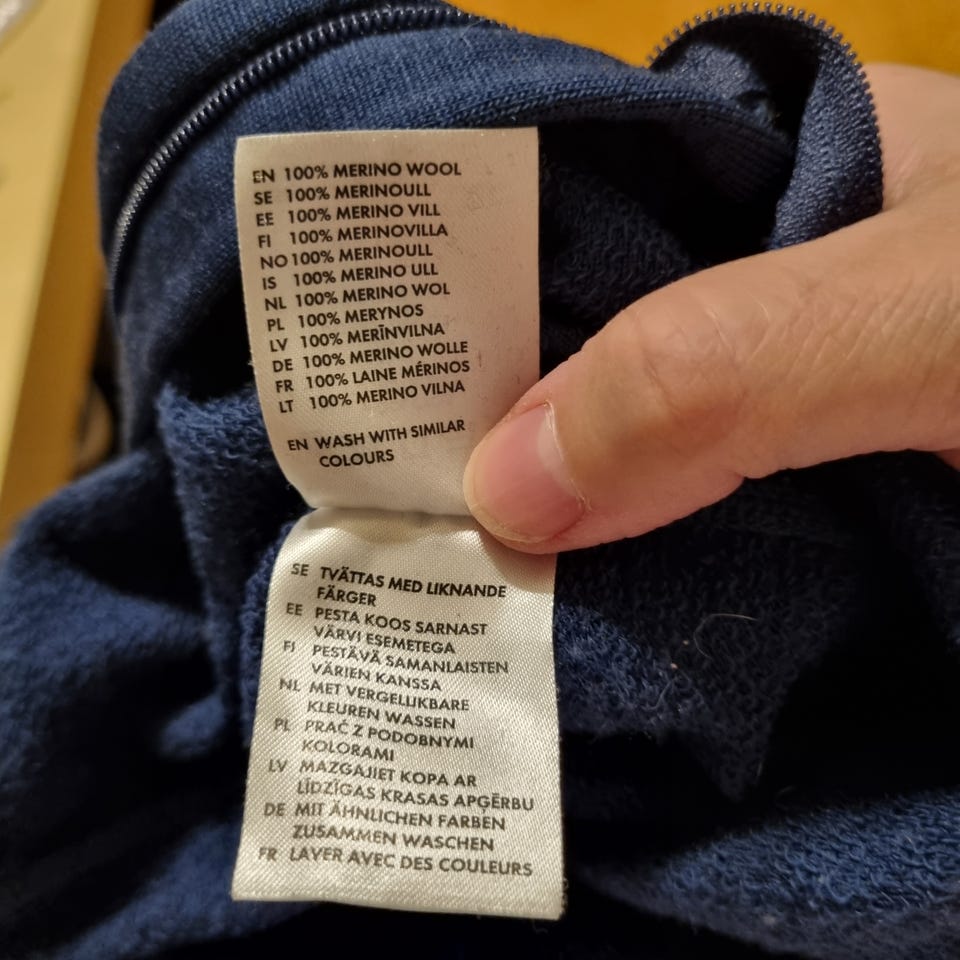 EN 100% MERINO WOOL
SE 100% MERINOULL
EE 100% MERINO VILL
FI 100% MERINOVILLA
NO 100% MERINOULL
IS 100% MERINO ULL
NL 100% MERINO WOL
PL 100% MERYNOS
LV 100% MERĪNVILNA
DE 100% MERINO WOLLE
FR 100% LAINE MÉRINOS
LT 100% MERINO VILNA
EN WASH WITH SIMILAR
COLOURS
SE TVÄTTAS MED LIKNANDE
FÄRGER
EE PESTA KOOS SARNAST
VÄRVI ESEMETEGA
FI PESTÄVÄ SAMANLAISTEN
VÄRIEN KANSSA
NL MET VERGELIJKBARE
KLEUREN WASSEN
PL PRAĆ Z PODOBNYMI
KOLORAMI
LV MAZGAJIET KOPA AR
LĪDZĪGAS KRASAS APĢĒRBU
DE MIT ÄHNLICHEN FARBEN
ZUSAMMEN WASCHEN
FR LAVER AVEC DES COULEURS